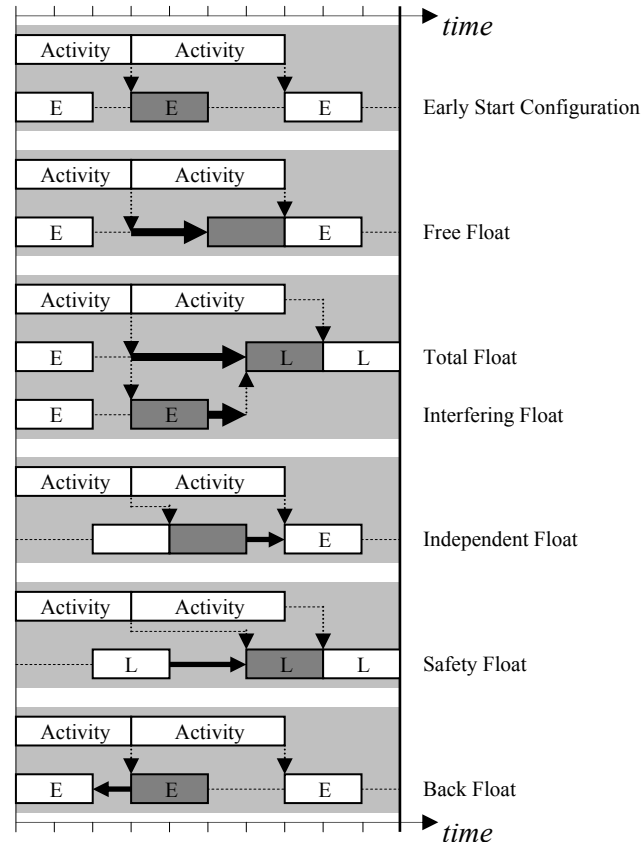 time
Activity Activity
E E E Early Start Configuration
Activity Activity
E E Free Float
Activity Activity
E L L Total Float
E E Interfering Float
Activity Activity
E Independent Float
Activity Activity
L L L Safety Float
Activity Activity
E E E Back Float
time